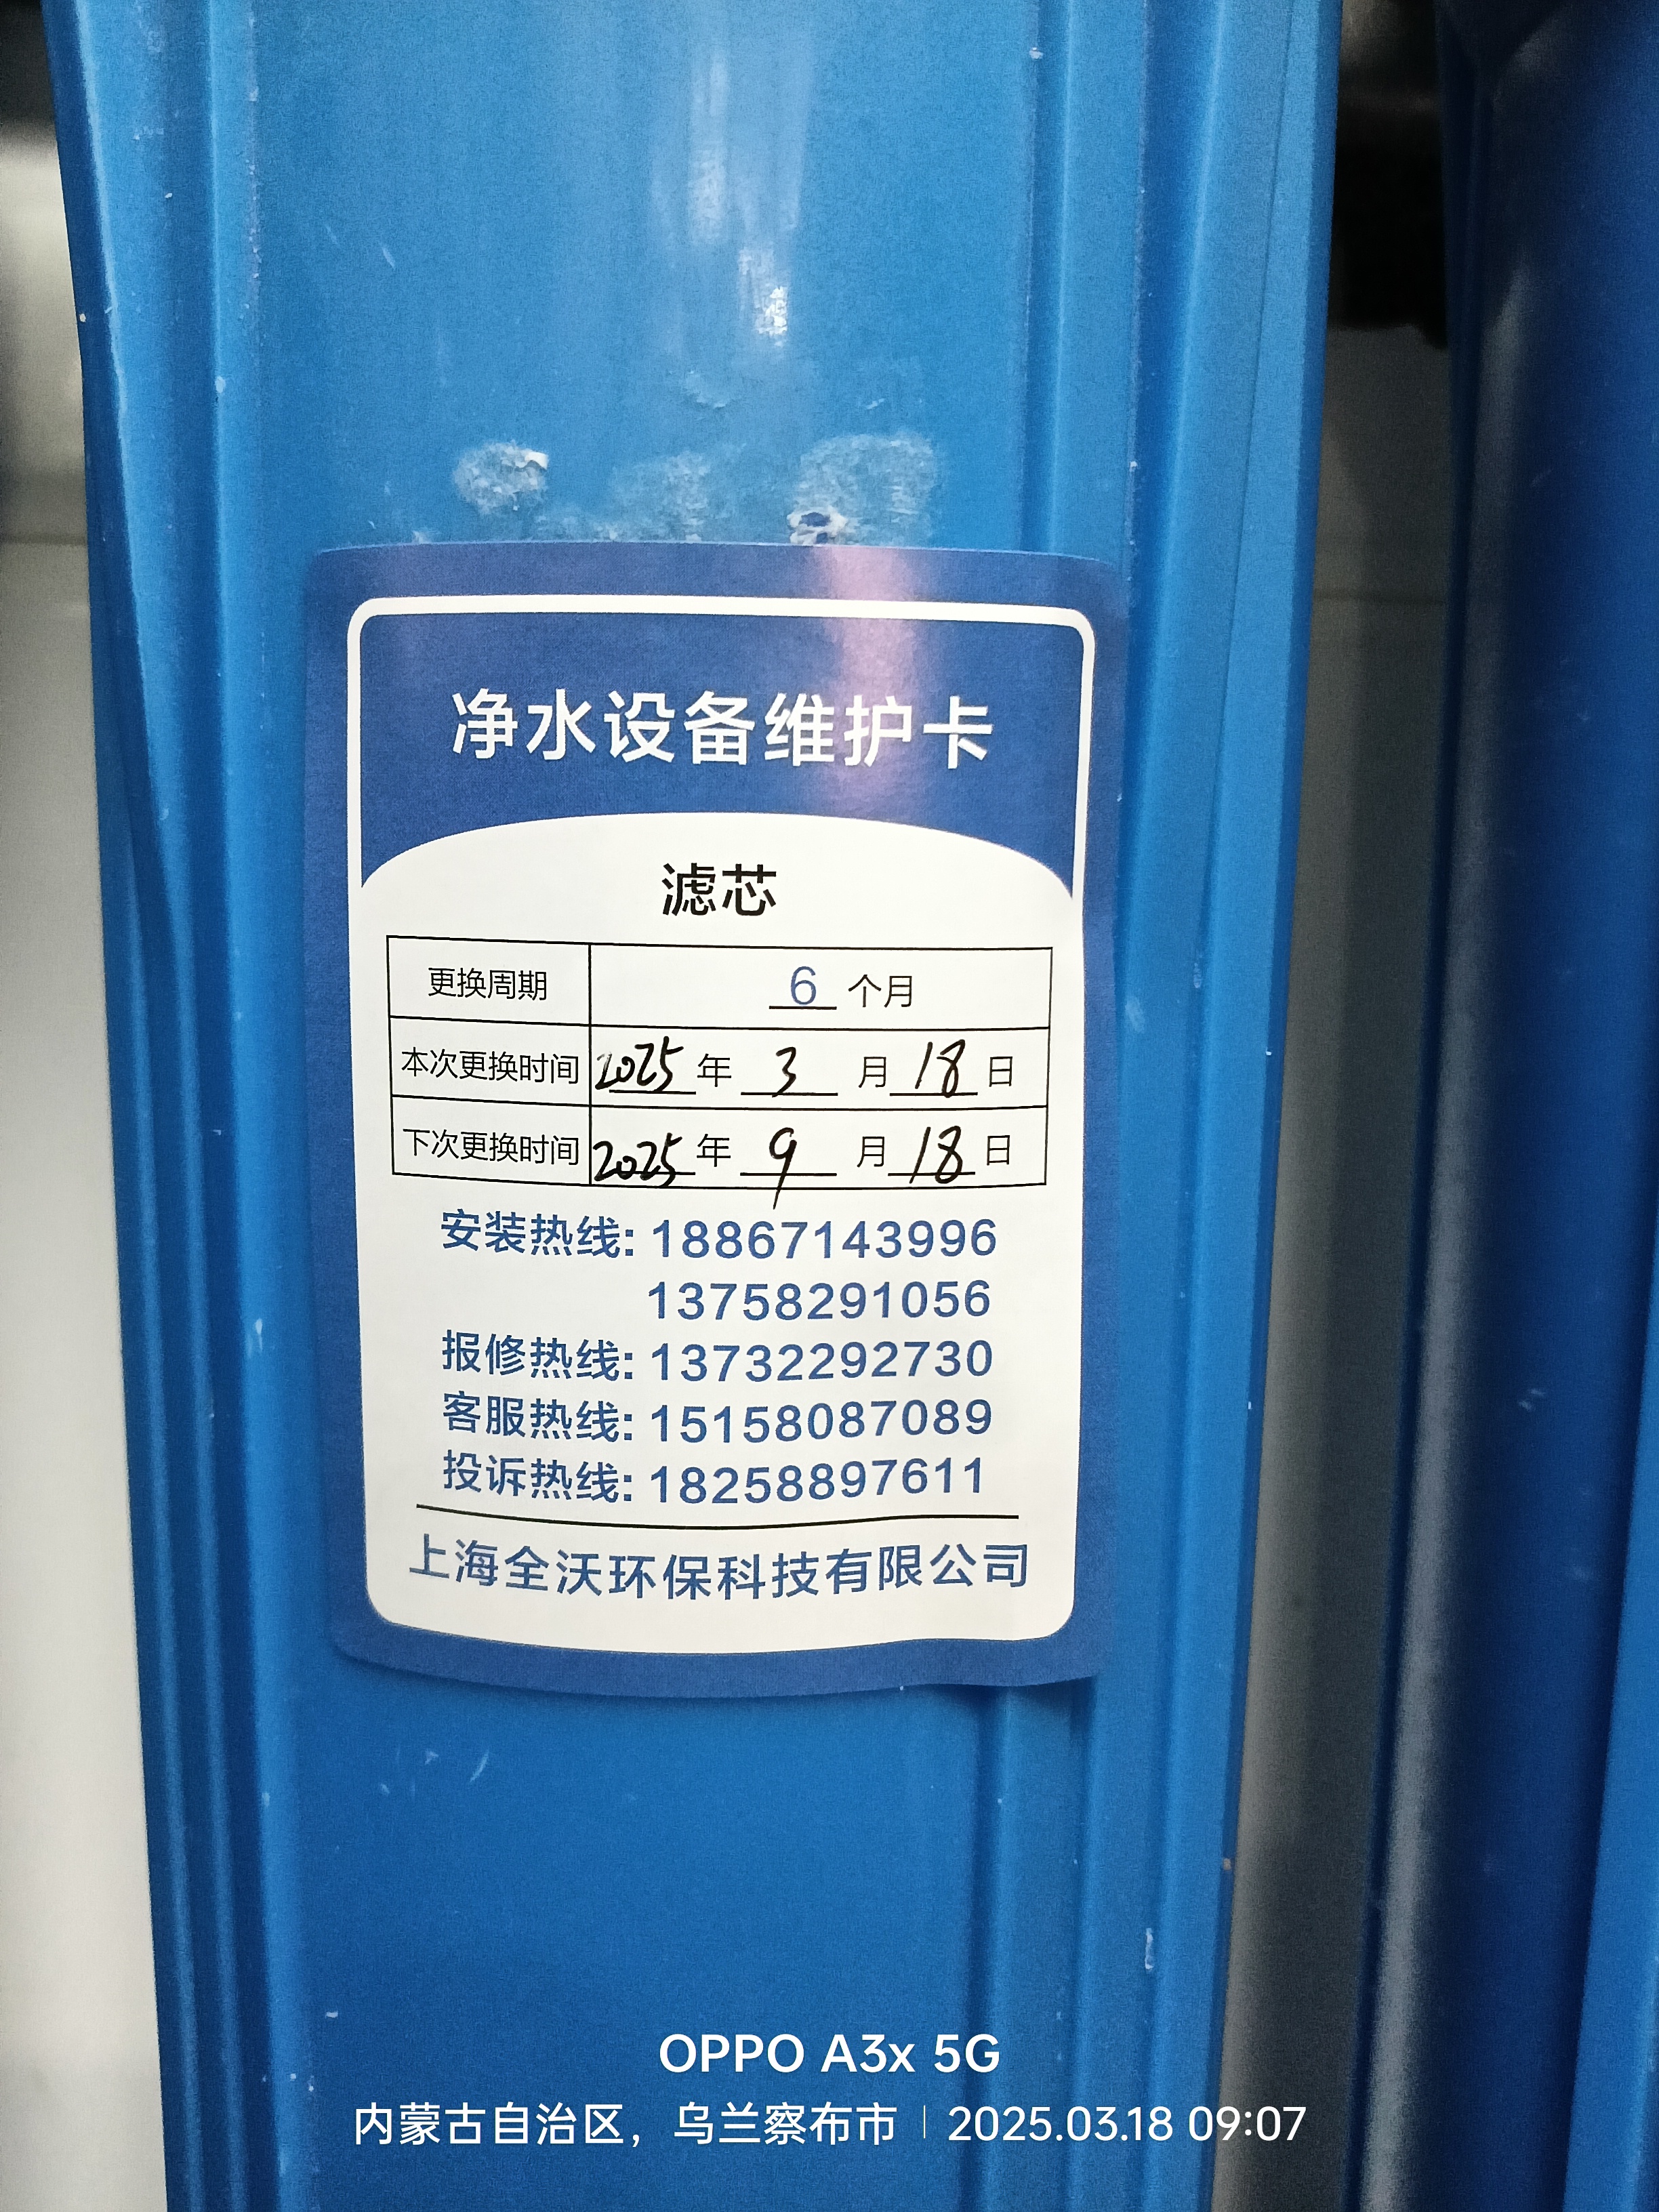 净水设备维护卡
滤芯
更换周期 6 个月
本次更换时间 2025 年 3 月 18 日
下次更换时间 2025 年 9 月 18 日
安装热线: 18867143996
13758291056
报修热线: 13732292730
客服热线: 15158087089
投诉热线: 18258897611
上海全沃环保科技有限公司
OPPO A3x 5G
内蒙古自治区，乌兰察布市 | 2025.03.18 09:07